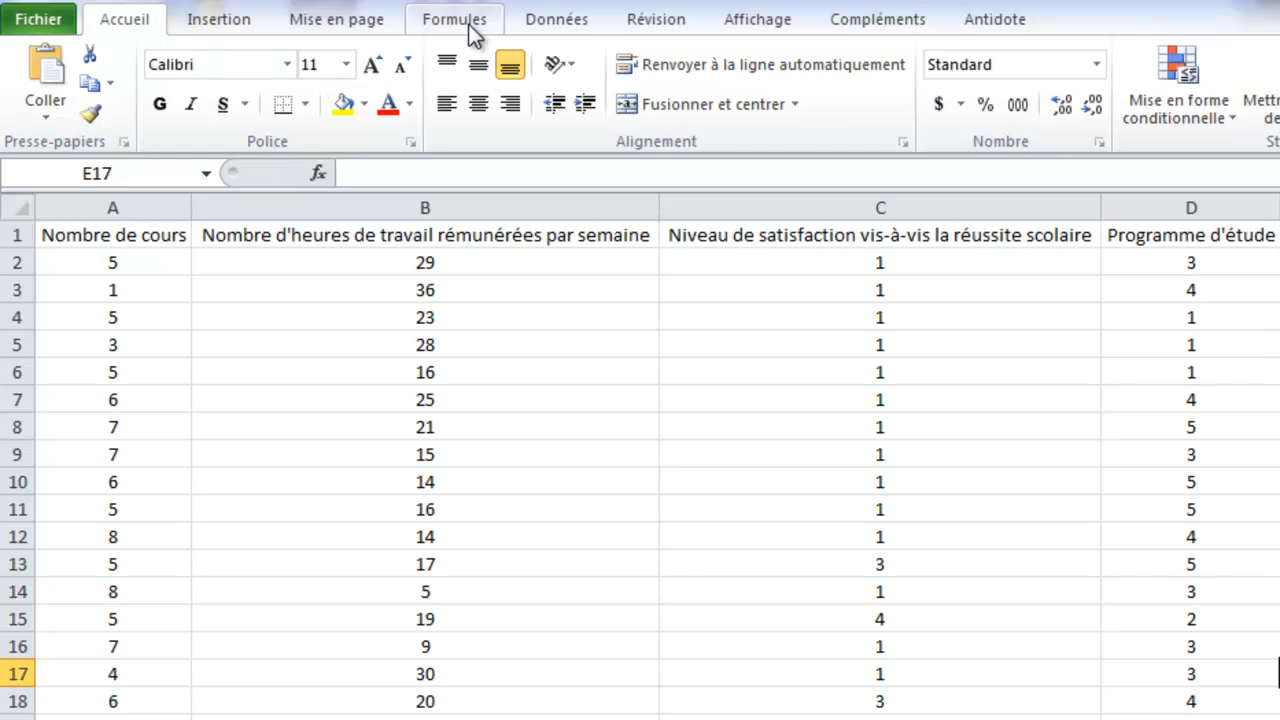 Fichier Accueil Insertion Mise en page Formules Données Révision Affichage Compléments Antidote
Calibri 11 Renvoyer à la ligne automatiquement Standard
Coller G I S A Fusionner et centrer $ % 000 Mise en forme conditionnelle
Presse-papiers Police Alignement Nombre
E17 fx
A B C D
1 Nombre de cours Nombre d'heures de travail rémunérées par semaine Niveau de satisfaction vis-à-vis la réussite scolaire Programme d'étude
2 5 29 1 3
3 1 36 1 4
4 5 23 1 1
5 3 28 1 1
6 5 16 1 1
7 6 25 1 4
8 7 21 1 5
9 7 15 1 3
10 6 14 1 5
11 5 16 1 5
12 8 14 1 4
13 5 17 3 5
14 8 5 1 3
15 5 19 4 2
16 7 9 1 3
17 4 30 1 3
18 6 20 3 4